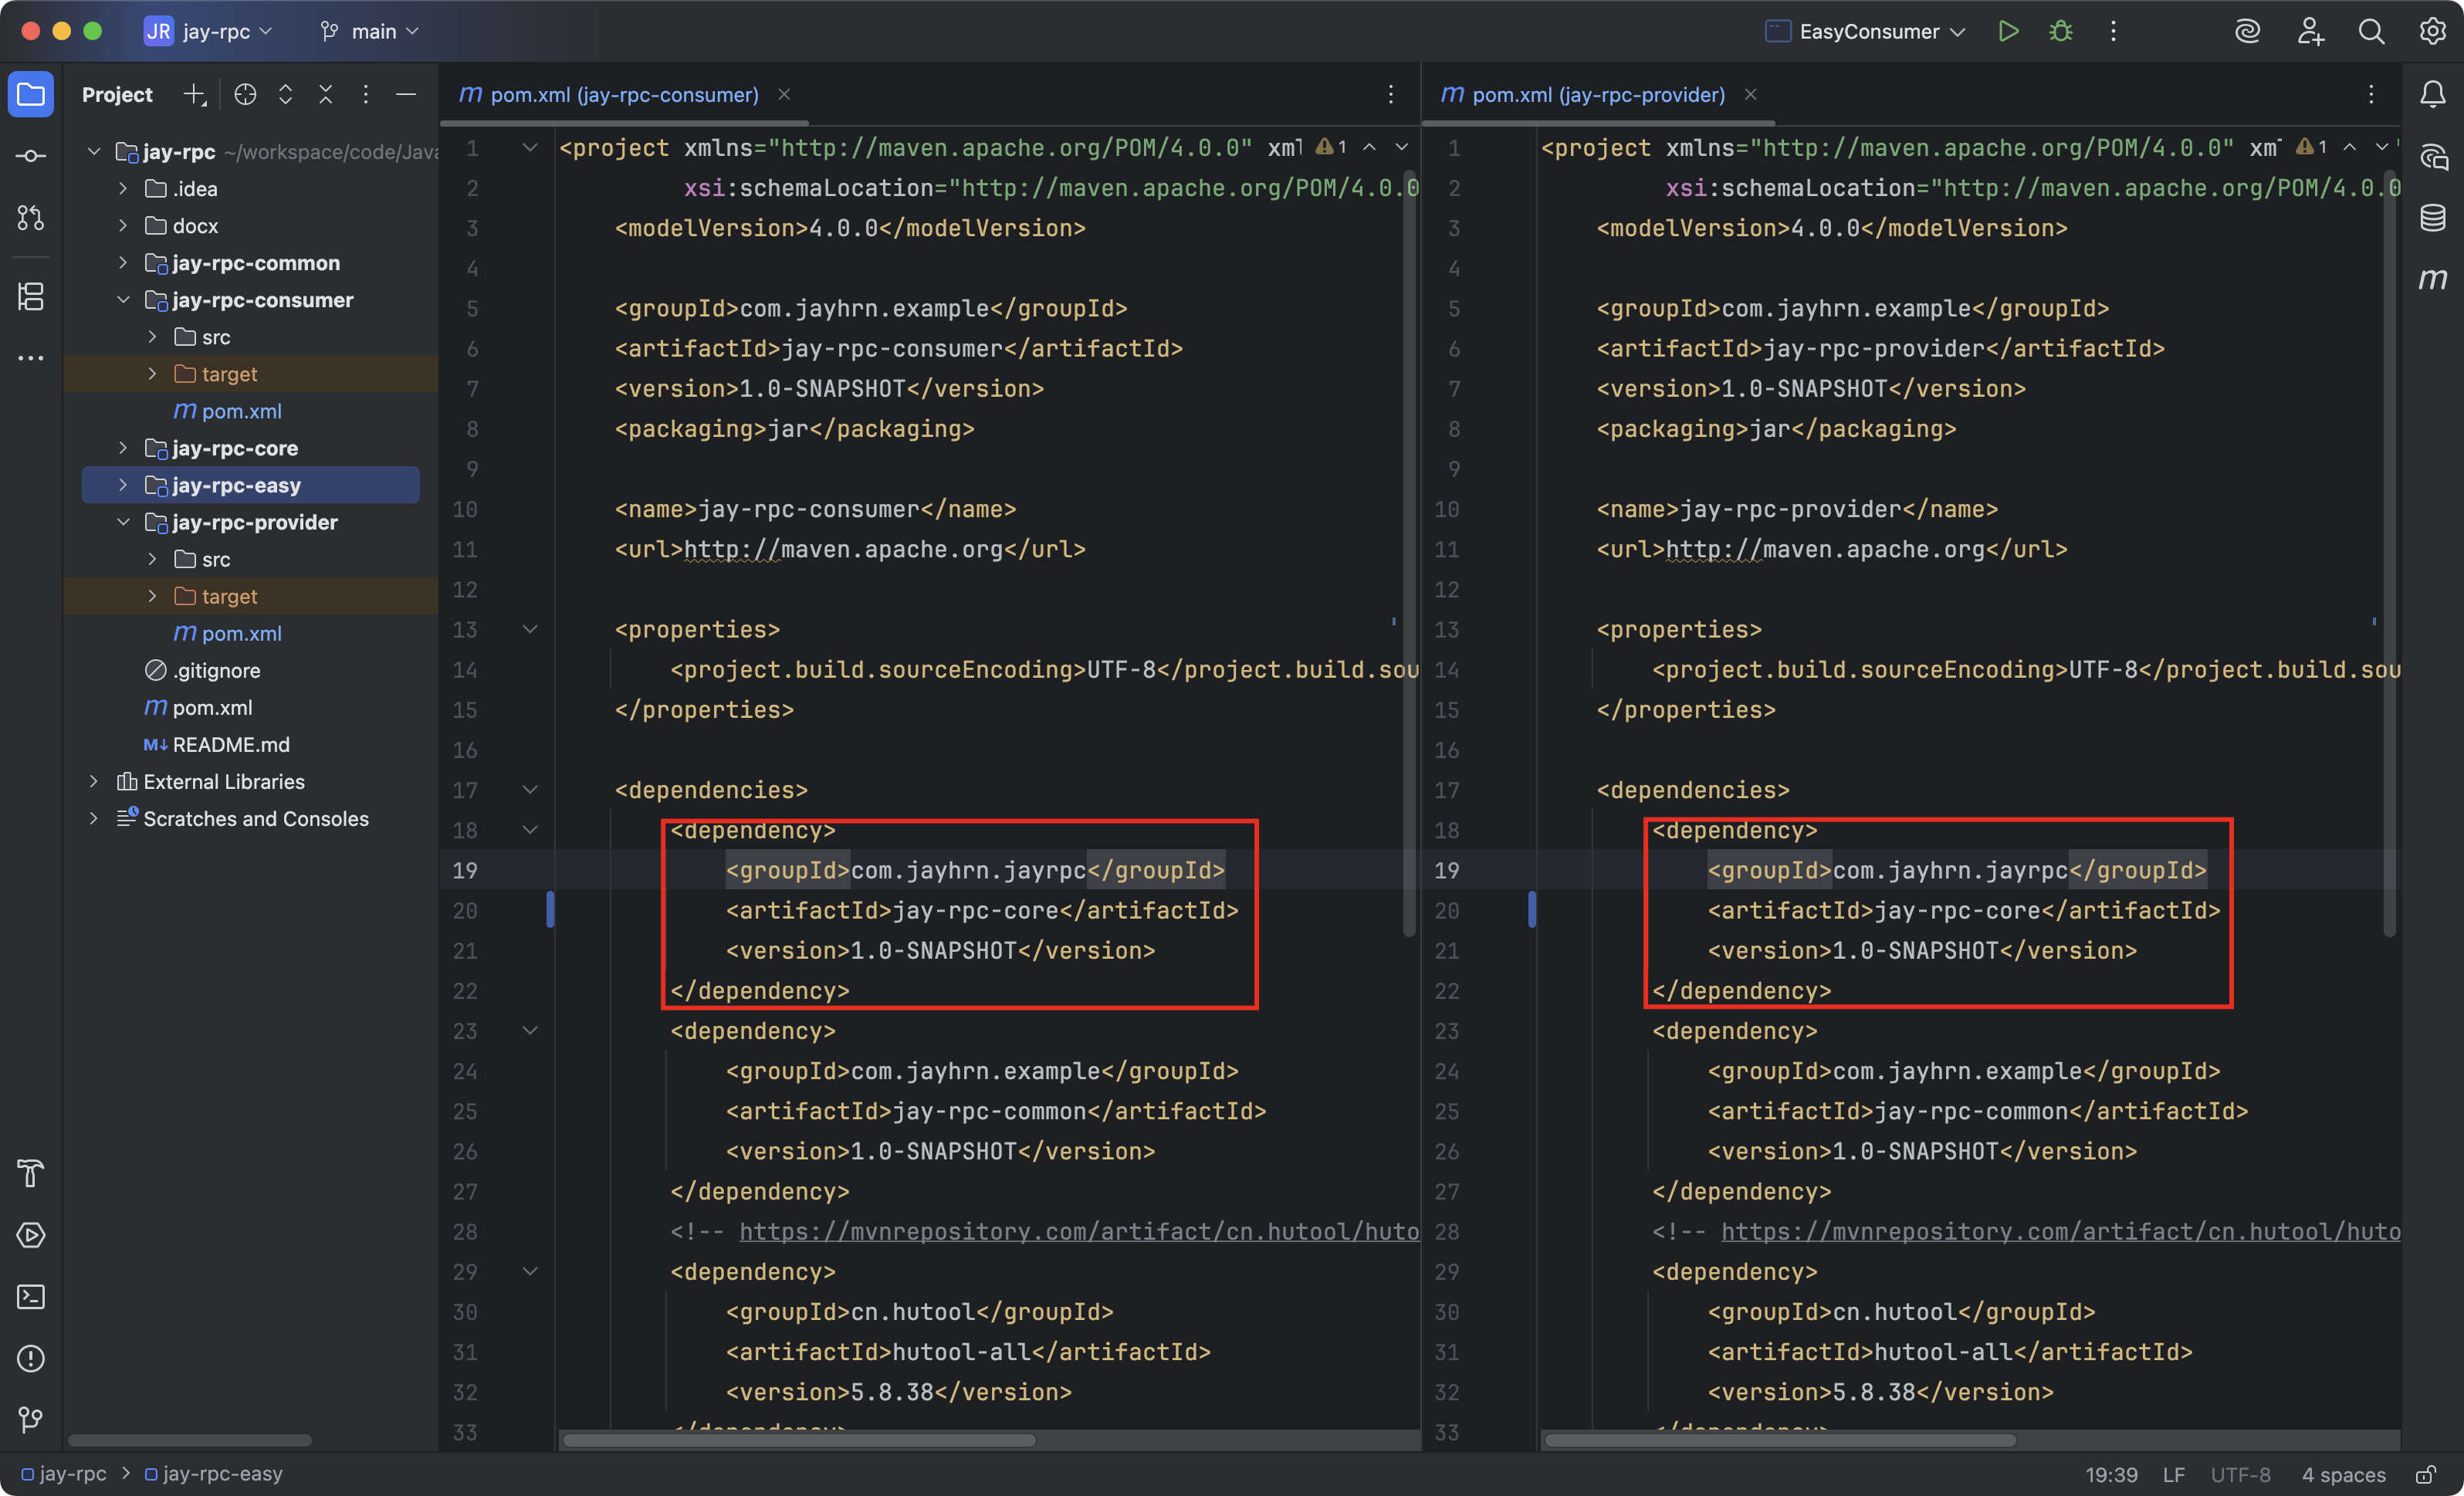 JR jay-rpc
main
EasyConsumer
Project
jay-rpc ~/workspace/code/Java
.idea
docx
jay-rpc-common
jay-rpc-consumer
src
target
m pom.xml
jay-rpc-core
jay-rpc-easy
jay-rpc-provider
src
target
m pom.xml
.gitignore
m pom.xml
M↓ README.md
External Libraries
Scratches and Consoles
m pom.xml (jay-rpc-consumer)
1 <project xmlns="http://maven.apache.org/POM/4.0.0" xml 1
2 xsi:schemaLocation="http://maven.apache.org/POM/4.0.0
3 <modelVersion>4.0.0</modelVersion>
4
5 <groupId>com.jayhrn.example</groupId>
6 <artifactId>jay-rpc-consumer</artifactId>
7 <version>1.0-SNAPSHOT</version>
8 <packaging>jar</packaging>
9
10 <name>jay-rpc-consumer</name>
11 <url>http://maven.apache.org</url>
12
13 <properties>
14 <project.build.sourceEncoding>UTF-8</project.build.sou
15 </properties>
16
17 <dependencies>
18 <dependency>
19 <groupId>com.jayhrn.jayrpc</groupId>
20 <artifactId>jay-rpc-core</artifactId>
21 <version>1.0-SNAPSHOT</version>
22 </dependency>
23 <dependency>
24 <groupId>com.jayhrn.example</groupId>
25 <artifactId>jay-rpc-common</artifactId>
26 <version>1.0-SNAPSHOT</version>
27 </dependency>
28 <!-- https://mvnrepository.com/artifact/cn.hutool/huto
29 <dependency>
30 <groupId>cn.hutool</groupId>
31 <artifactId>hutool-all</artifactId>
32 <version>5.8.38</version>
33 </dependency>
m pom.xml (jay-rpc-provider)
1 <project xmlns="http://maven.apache.org/POM/4.0.0" xm 1
2 xsi:schemaLocation="http://maven.apache.org/POM/4.0.0
3 <modelVersion>4.0.0</modelVersion>
4
5 <groupId>com.jayhrn.example</groupId>
6 <artifactId>jay-rpc-provider</artifactId>
7 <version>1.0-SNAPSHOT</version>
8 <packaging>jar</packaging>
9
10 <name>jay-rpc-provider</name>
11 <url>http://maven.apache.org</url>
12
13 <properties>
14 <project.build.sourceEncoding>UTF-8</project.build.sou
15 </properties>
16
17 <dependencies>
18 <dependency>
19 <groupId>com.jayhrn.jayrpc</groupId>
20 <artifactId>jay-rpc-core</artifactId>
21 <version>1.0-SNAPSHOT</version>
22 </dependency>
23 <dependency>
24 <groupId>com.jayhrn.example</groupId>
25 <artifactId>jay-rpc-common</artifactId>
26 <version>1.0-SNAPSHOT</version>
27 </dependency>
28 <!-- https://mvnrepository.com/artifact/cn.hutool/huto
29 <dependency>
30 <groupId>cn.hutool</groupId>
31 <artifactId>hutool-all</artifactId>
32 <version>5.8.38</version>
33 </dependency>
m
jay-rpc > jay-rpc-easy
19:39 LF UTF-8 4 spaces